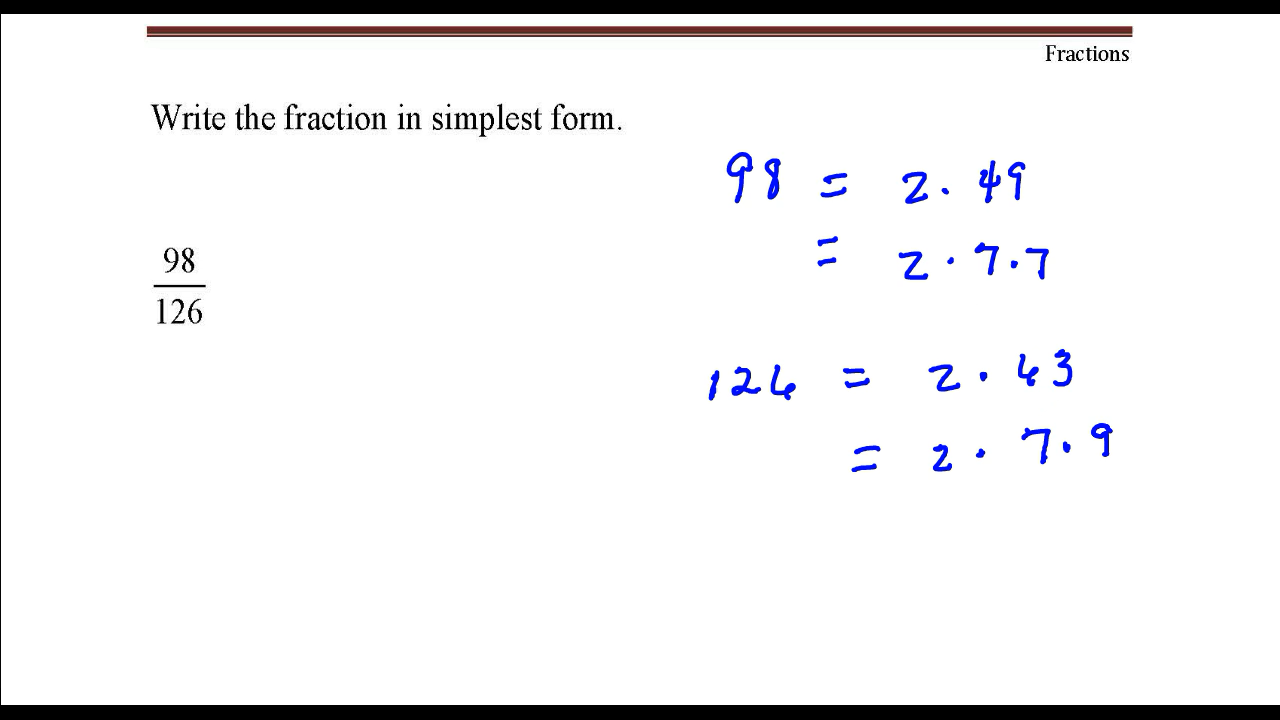 Fractions
Write the fraction in simplest form.
98
126
98 = 2 · 49
= 2 · 7 · 7
126 = 2 · 63
= 2 · 7 · 9